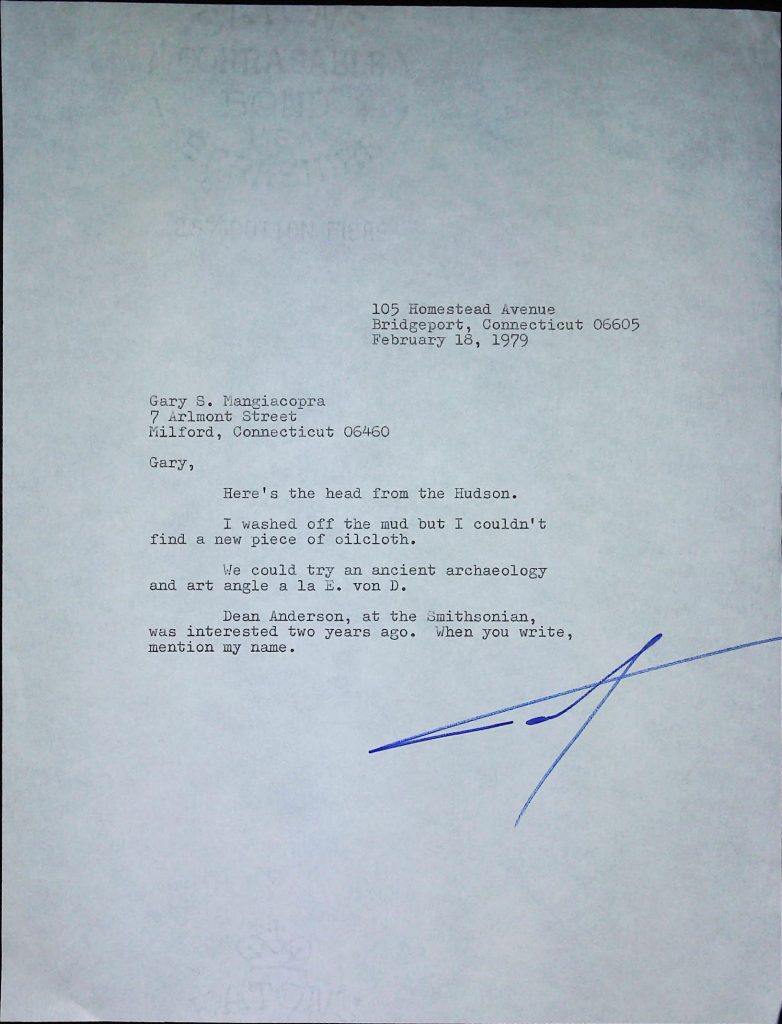 105 Homestead Avenue
Bridgeport, Connecticut 06605
February 18, 1979
Gary S. Mangiacopra
7 Arlmont Street
Milford, Connecticut 06460
Gary,
Here's the head from the Hudson.
I washed off the mud but I couldn't
find a new piece of oilcloth.
We could try an ancient archaeology
and art angle a la E. von D.
Dean Anderson, at the Smithsonian,
was interested two years ago. When you write,
mention my name.